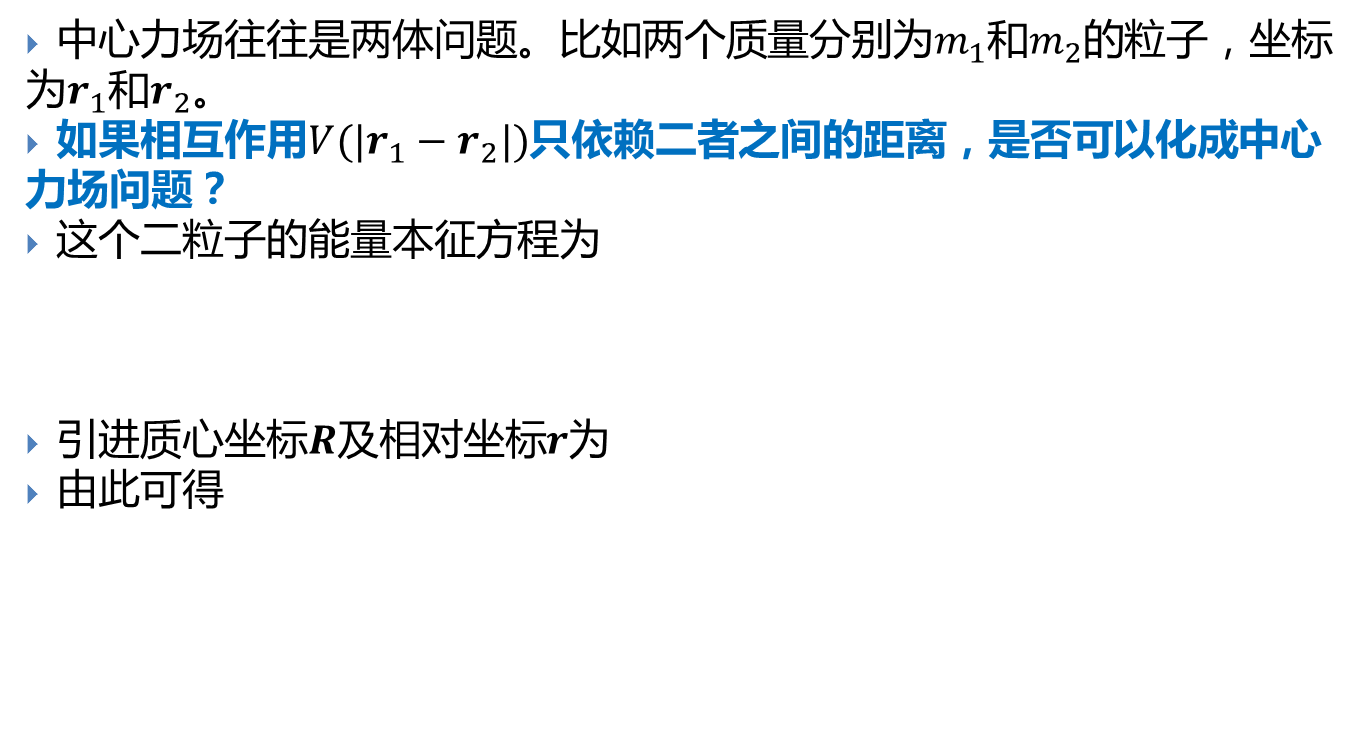 中心力场往往是两体问题。比如两个质量分别为m₁和m₂的粒子，坐标
为r₁和r₂。
如果相互作用V(|r₁ − r₂|)只依赖二者之间的距离，是否可以化成中心
力场问题？
这个二粒子的能量本征方程为
引进质心坐标R及相对坐标r为
由此可得